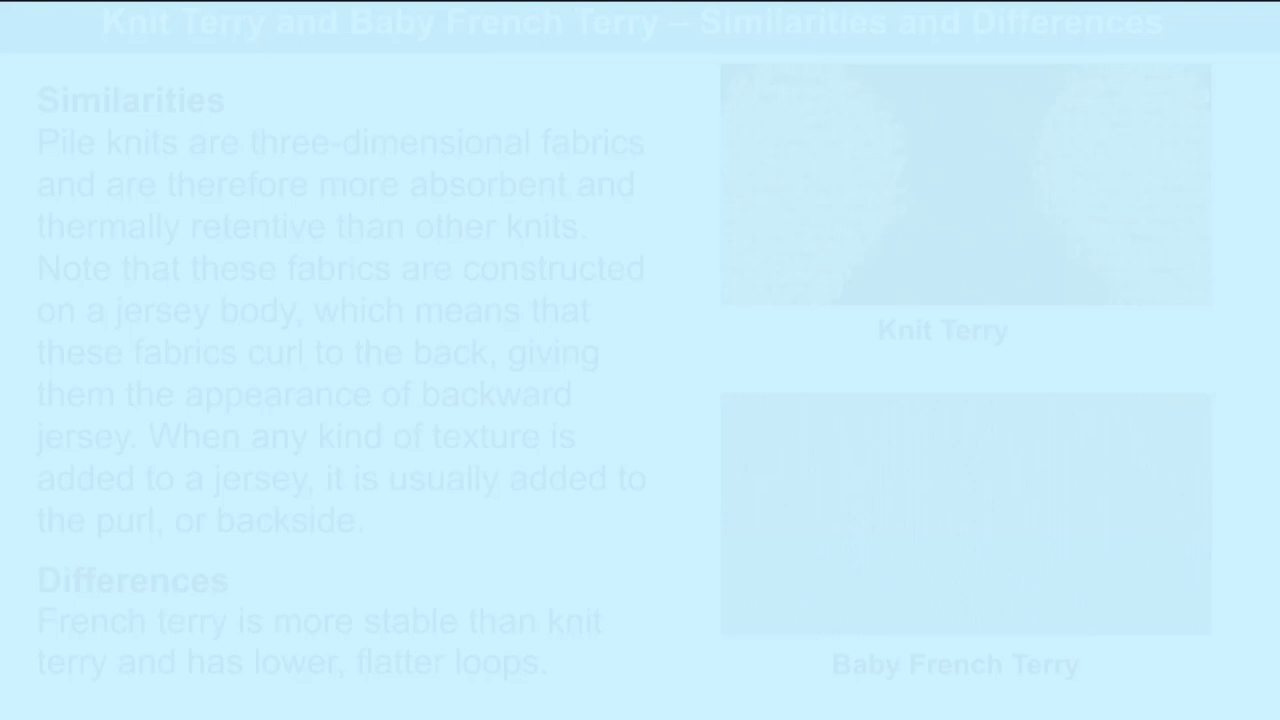 Knit Terry and Baby French Terry – Similarities and Differences
Similarities
Pile knits are three-dimensional fabrics
and are therefore more absorbent and
thermally retentive than other knits.
Note that these fabrics are constructed
on a jersey body, which means that
these fabrics curl to the back, giving
them the appearance of backward
jersey. When any kind of texture is
added to a jersey, it is usually added to
the purl, or backside.
Differences
French terry is more stable than knit
terry and has lower, flatter loops.
Knit Terry
Baby French Terry